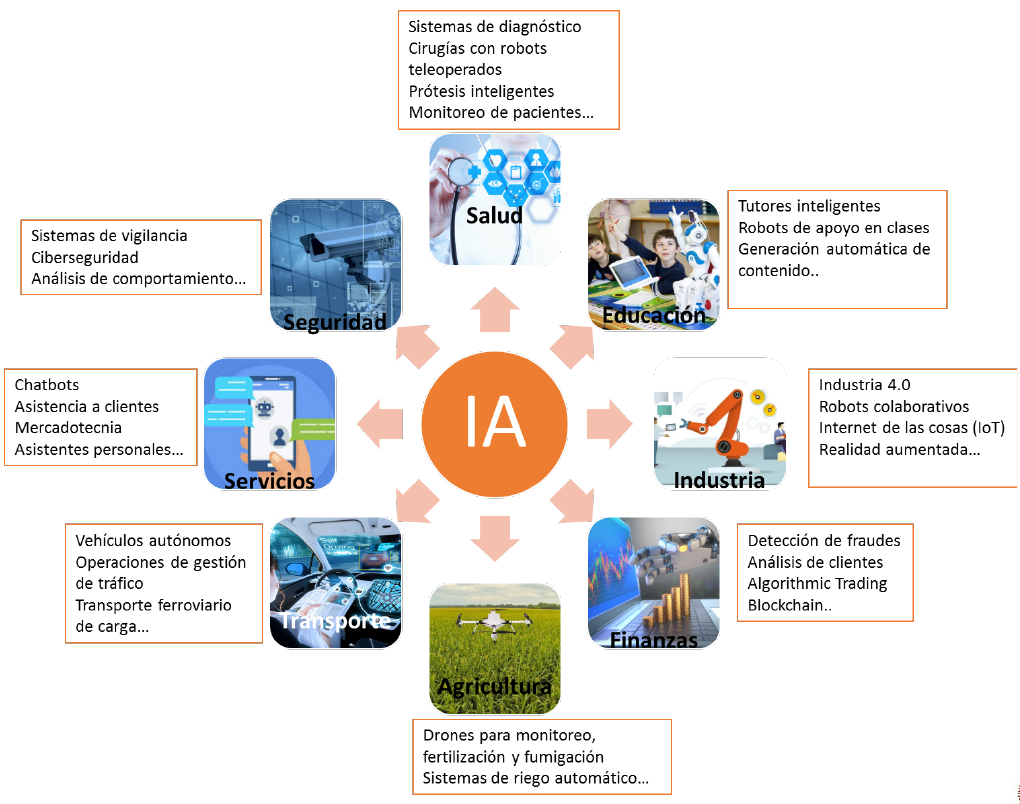 Sistemas de diagnóstico
Cirugías con robots
teleoperados
Prótesis inteligentes
Monitoreo de pacientes...
Salud
Tutores inteligentes
Robots de apoyo en clases
Generación automática de
contenido..
Educación
Sistemas de vigilancia
Ciberseguridad
Análisis de comportamiento...
Seguridad
IA
Chatbots
Asistencia a clientes
Mercadotecnia
Asistentes personales...
Servicios
Industria 4.0
Robots colaborativos
Internet de las cosas (IoT)
Realidad aumentada...
Industria
Vehículos autónomos
Operaciones de gestión
de tráfico
Transporte ferroviario
de carga...
Self
Driving
Transporte
Detección de fraudes
Análisis de clientes
Algorithmic Trading
Blockchain..
Finanzas
Agricultura
Drones para monitoreo,
fertilización y fumigación
Sistemas de riego automático...